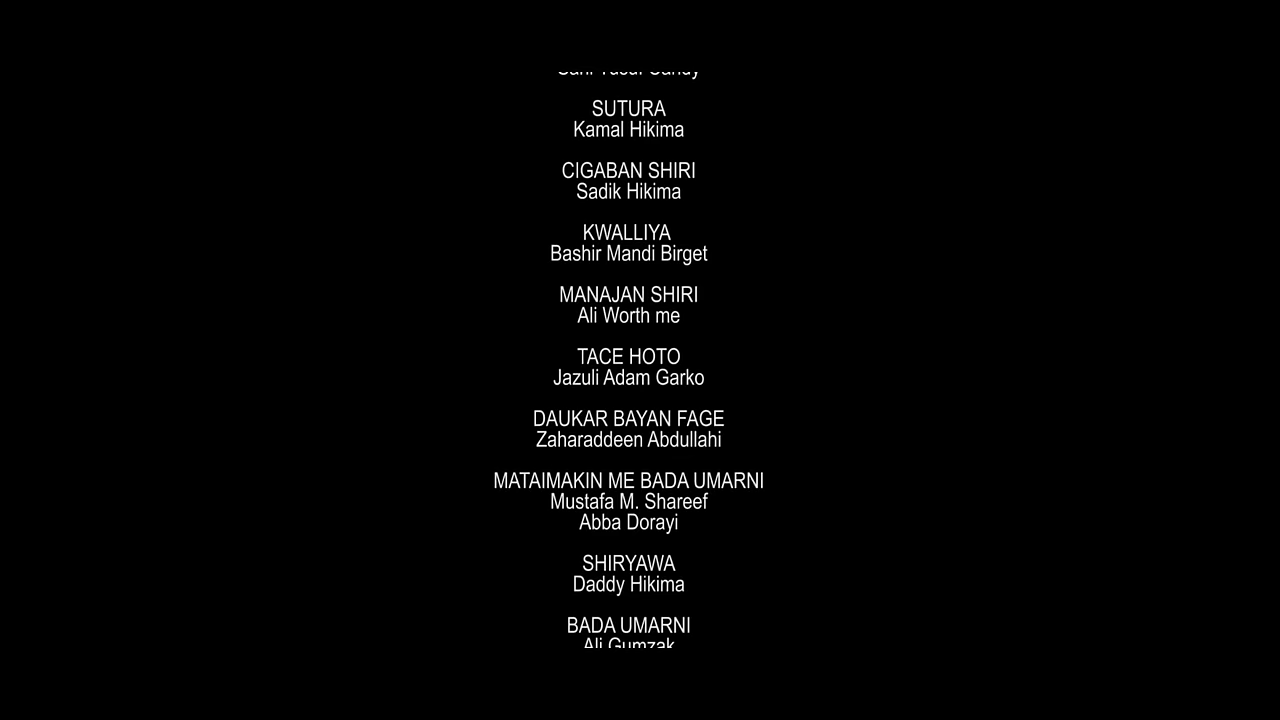 SUTURA
Kamal Hikima
CIGABAN SHIRI
Sadik Hikima
KWALLIYA
Bashir Mandi Birget
MANAJAN SHIRI
Ali Worth me
TACE HOTO
Jazuli Adam Garko
DAUKAR BAYAN FAGE
Zaharaddeen Abdullahi
MATAIMAKIN ME BADA UMARNI
Mustafa M. Shareef
Abba Dorayi
SHIRYAWA
Daddy Hikima
BADA UMARNI
Ali Gumzak